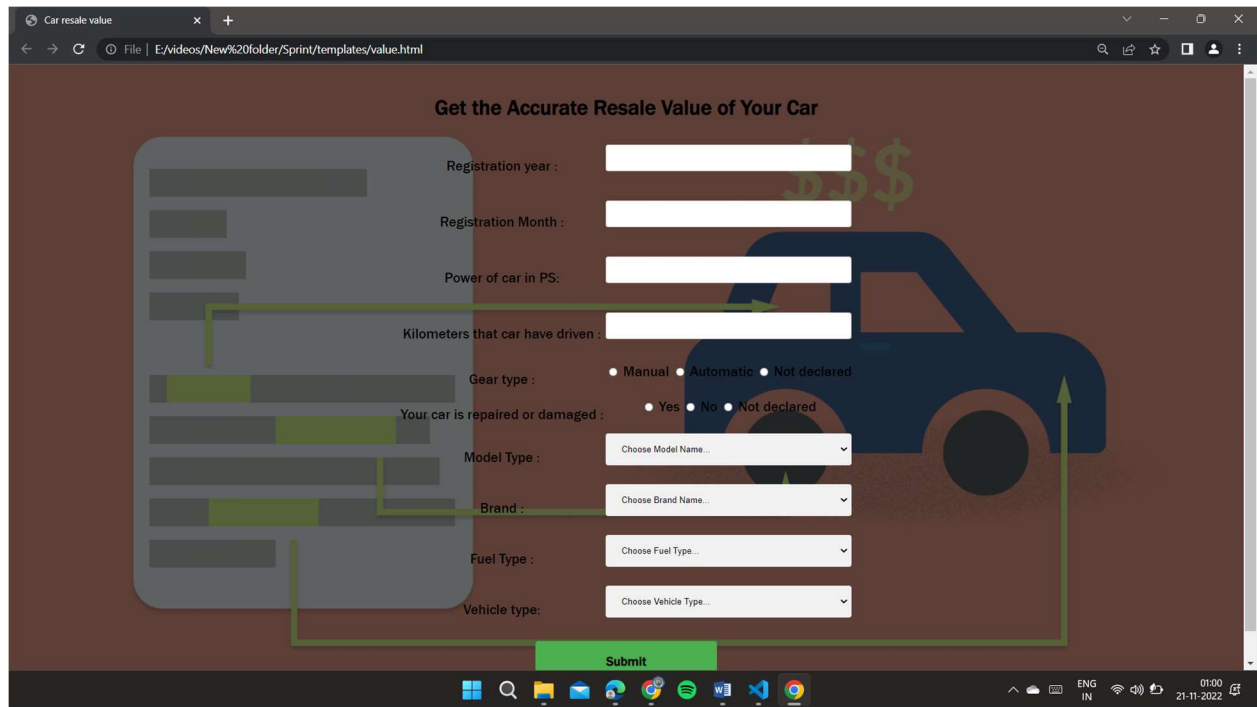 Car resale value
File | E:/videos/New%20folder/Sprint/templates/value.html
Get the Accurate Resale Value of Your Car
$$$
Registration year :
Registration Month :
Power of car in PS:
Kilometers that car have driven :
Gear type : Manual Automatic Not declared
Your car is repaired or damaged : Yes No Not declared
Model Type : Choose Model Name...
Brand : Choose Brand Name...
Fuel Type : Choose Fuel Type...
Vehicle type: Choose Vehicle Type...
Submit
ENG 01:00
IN 21-11-2022